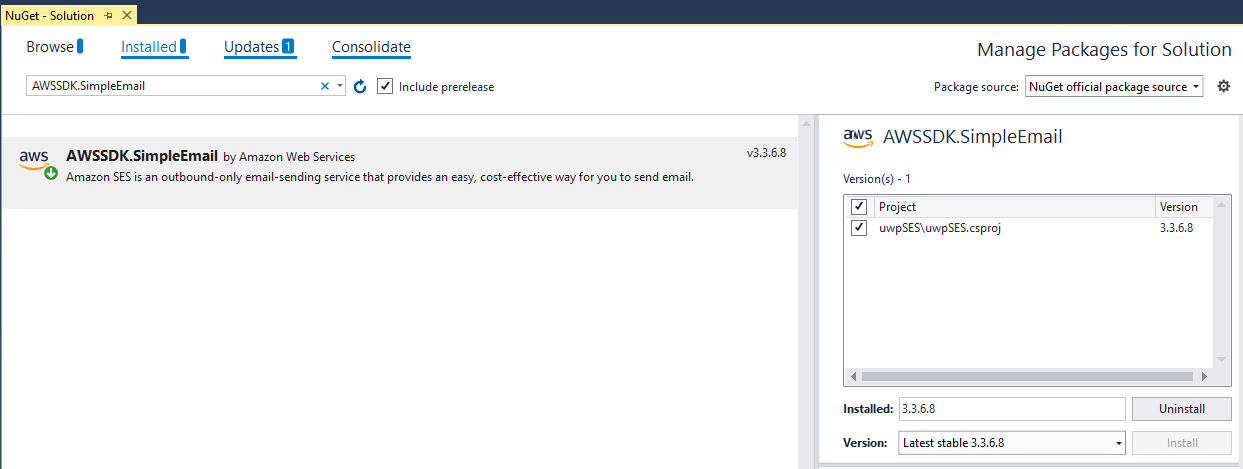 NuGet - Solution
Browse Installed Updates 1 Consolidate
Manage Packages for Solution
AWSSDK.SimpleEmail
Include prerelease
Package source: NuGet official package source
aws
AWSSDK.SimpleEmail by Amazon Web Services
v3.3.6.8
Amazon SES is an outbound-only email-sending service that provides an easy, cost-effective way for you to send email.
aws
AWSSDK.SimpleEmail
Version(s) - 1
Project Version
uwpSES\uwpSES.csproj 3.3.6.8
Installed: 3.3.6.8 Uninstall
Version: Latest stable 3.3.6.8 Install